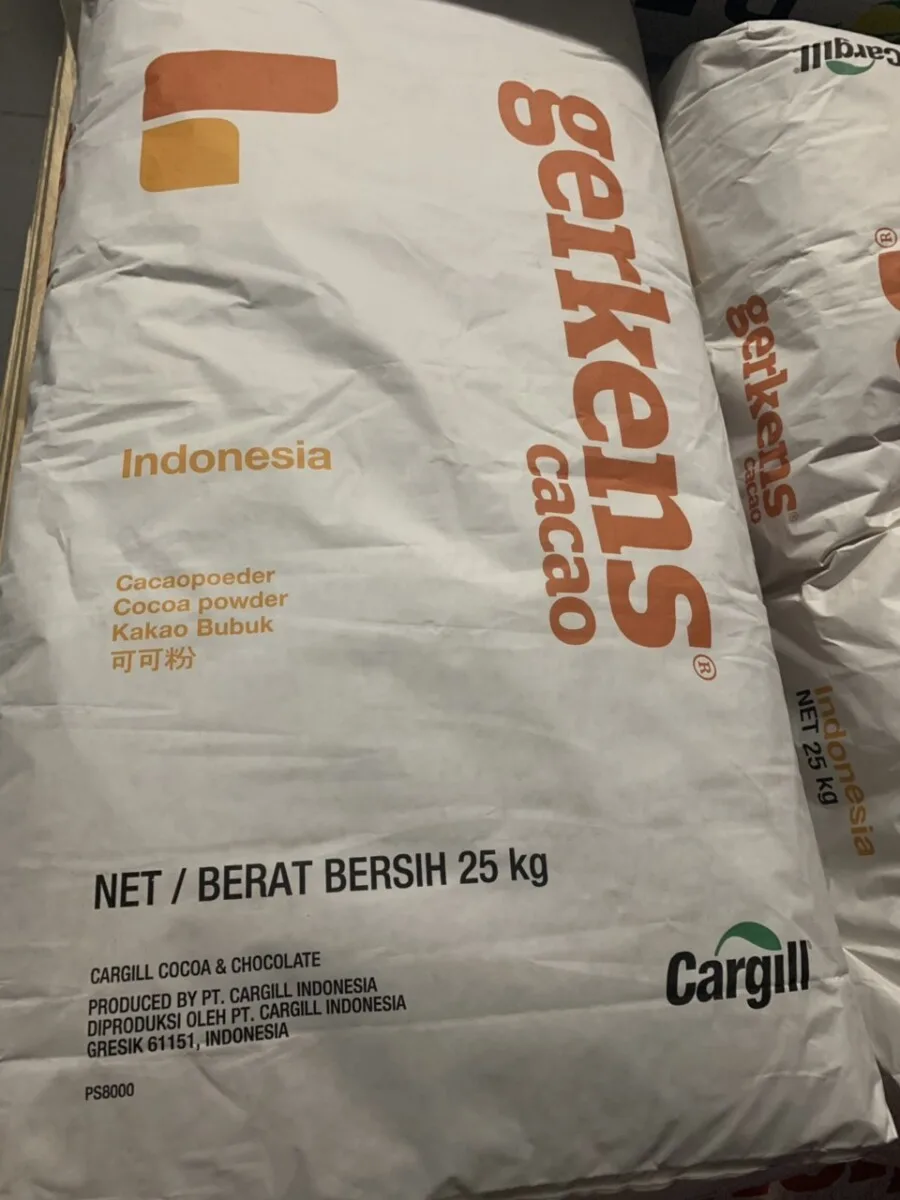 gerkens®
cacao
Indonesia
Cacaopoeder
Cocoa powder
Kakao Bubuk
可可粉
NET / BERAT BERSIH 25 kg
CARGILL COCOA & CHOCOLATE
PRODUCED BY PT. CARGILL INDONESIA
DIPRODUKSI OLEH PT. CARGILL INDONESIA
GRESIK 61151, INDONESIA
PS8000
Cargill
Cargill
®
gerkens®
cacao
Indonesia
NET 25 kg